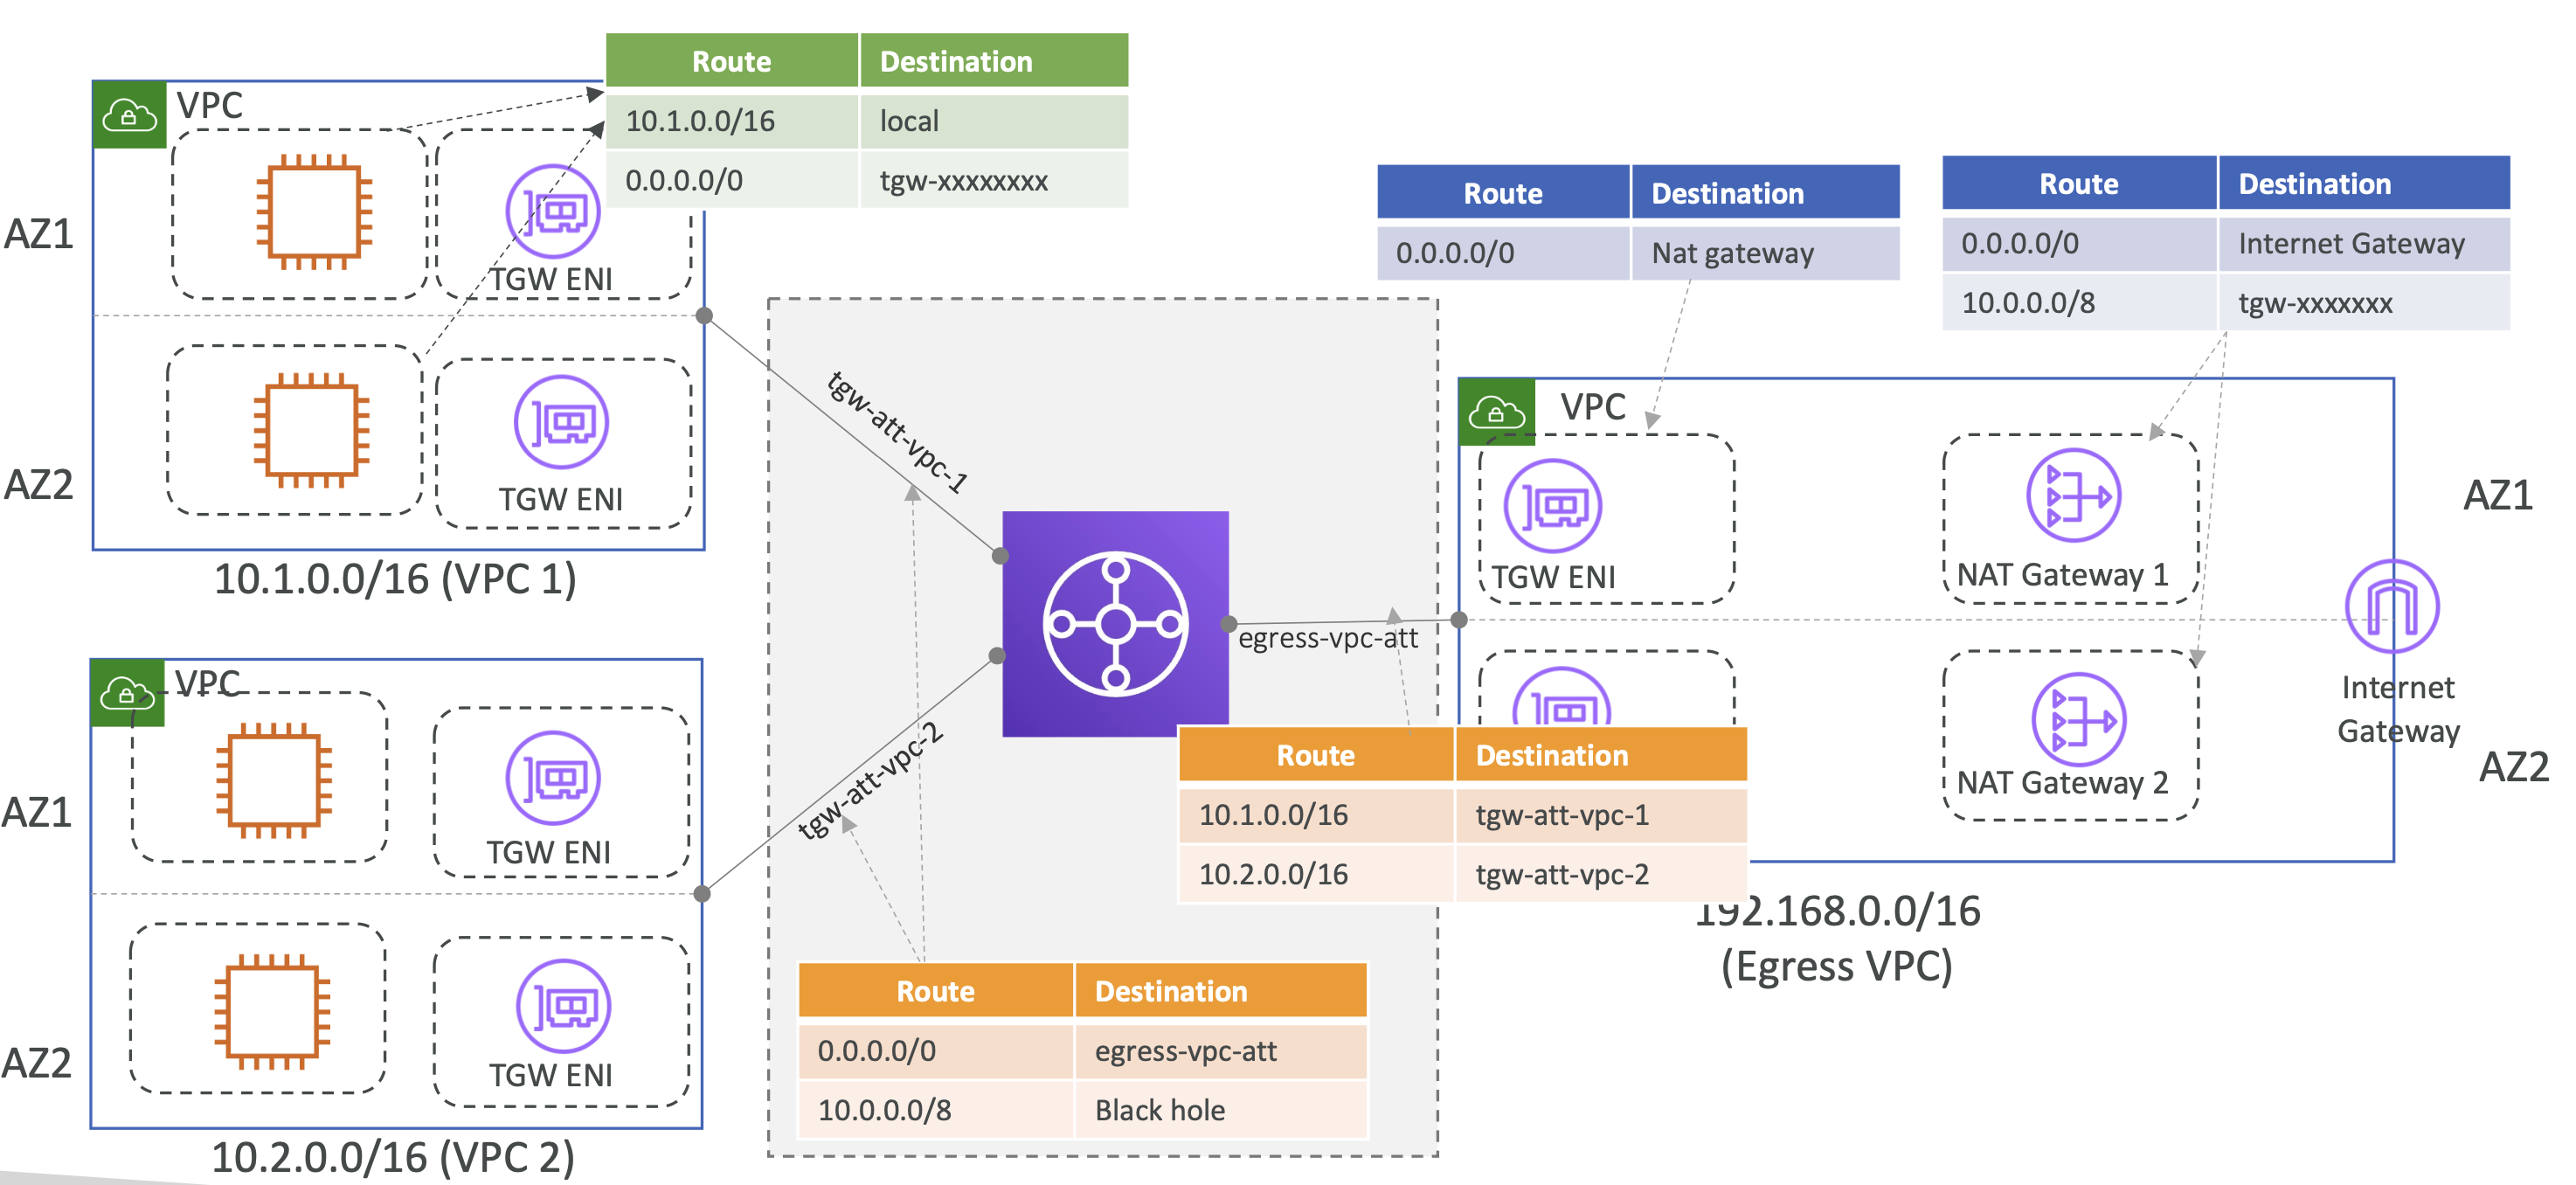 Route Destination
10.1.0.0/16 local
0.0.0.0/0 tgw-xxxxxxxx
VPC
AZ1
TGW ENI
AZ2
TGW ENI
10.1.0.0/16 (VPC 1)
VPC
AZ1
TGW ENI
AZ2
TGW ENI
10.2.0.0/16 (VPC 2)
tgw-att-vpc-1
tgw-att-vpc-2
egress-vpc-att
Route Destination
0.0.0.0/0 egress-vpc-att
10.0.0.0/8 Black hole
Route Destination
10.1.0.0/16 tgw-att-vpc-1
10.2.0.0/16 tgw-att-vpc-2
Route Destination
0.0.0.0/0 Nat gateway
Route Destination
0.0.0.0/0 Internet Gateway
10.0.0.0/8 tgw-xxxxxxx
VPC
TGW ENI
NAT Gateway 1
AZ1
NAT Gateway 2
Internet
Gateway
AZ2
192.168.0.0/16
(Egress VPC)